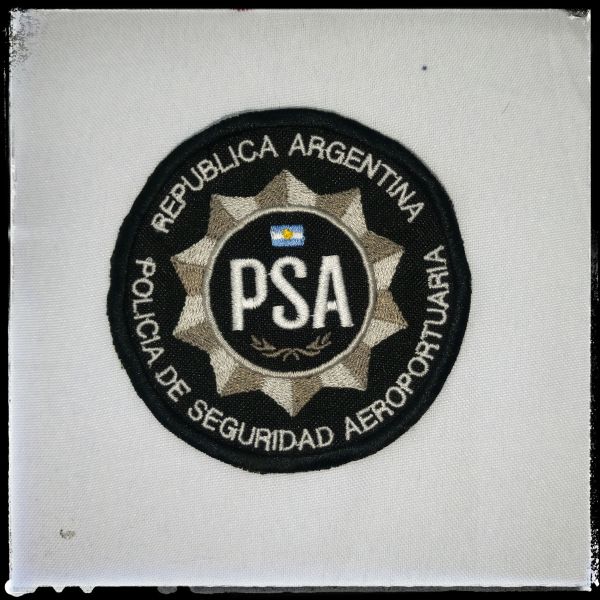 REPUBLICA ARGENTINA
PSA
POLICIA DE SEGURIDAD AEROPORTUARIA